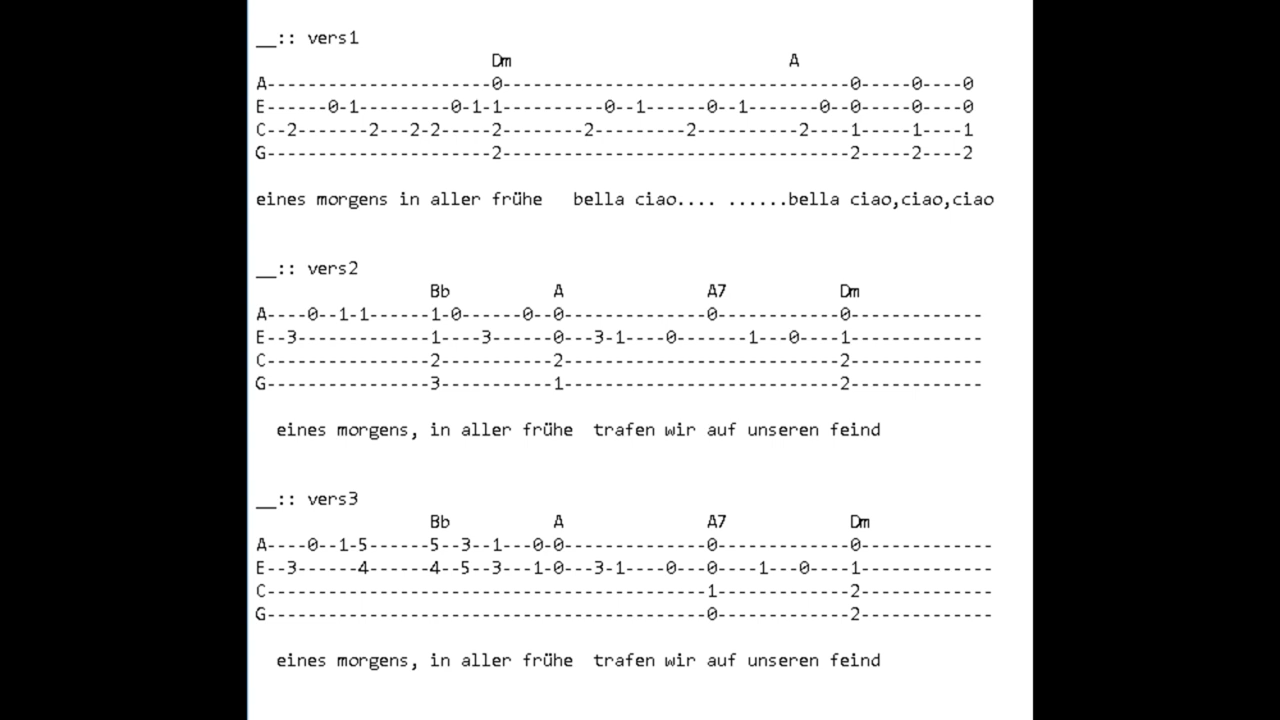 __:: vers1
                       Dm                           A
A----------------------0----------------------------------0-----0----0
E------0-1---------0-1-1----------0--1------0--1-------0--0-----0----0
C--2-------2---2-2-----2--------2---------2----------2----1-----1----1
G----------------------2----------------------------------2-----2----2
eines morgens in aller frühe   bella ciao.... ......bella ciao,ciao,ciao
__:: vers2
                 Bb          A              A7           Dm
A----0--1-1------1-0------0--0--------------0------------0-------------
E--3-------------1----3------0---3-1----0-------1---0----1-------------
C----------------2-----------2---------------------------2-------------
G----------------3-----------1---------------------------2-------------
  eines morgens, in aller frühe  trafen wir auf unseren feind
__:: vers3
                 Bb          A              A7            Dm
A----0--1-5------5--3--1---0-0--------------0-------------0-------------
E--3------4------4--5--3---1-0---3-1----0---0----1---0----1-------------
C-------------------------------------------1-------------2-------------
G-------------------------------------------0-------------2-------------
  eines morgens, in aller frühe  trafen wir auf unseren feind